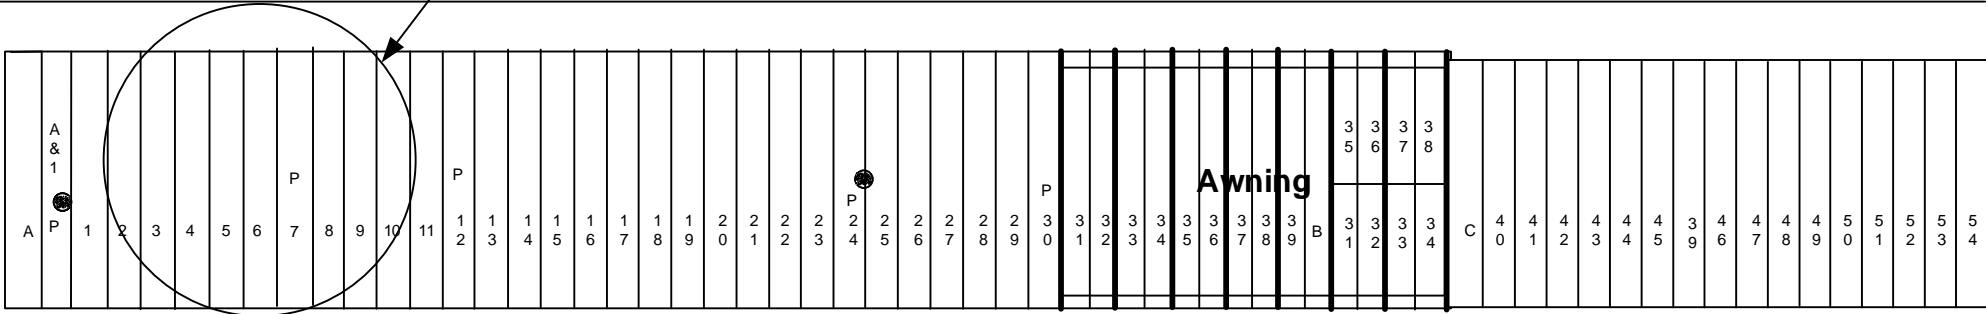 A&1
35 36 37 38
P P P P P
Awning
A P 1 2 3 4 5 6 7 8 9 10 11 12 13 14 15 16 17 18 19 20 21 22 23 24 25 26 27 28 29 30 31 32 33 34 35 36 37 38 39 B 31 32 33 34 C 40 41 42 43 44 45 39 46 47 48 49 50 51 52 53 54